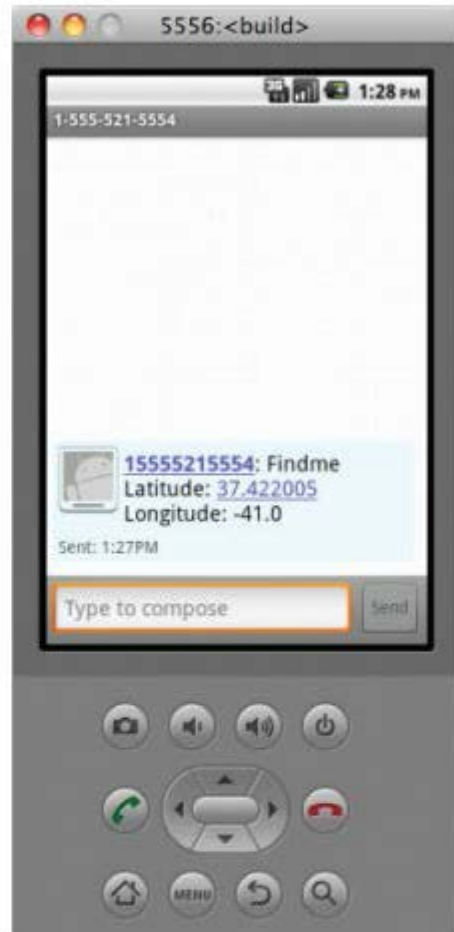 5556:<build>
1:28 PM
1-555-521-5554
15555215554: Findme
Latitude: 37.422005
Longitude: -41.0
Sent: 1:27PM
Type to compose
Send
MENU